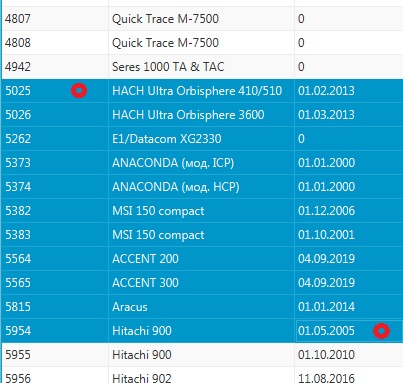 4807 Quick Trace M-7500 0
4808 Quick Trace M-7500 0
4942 Seres 1000 TA & TAC 0
5025 HACH Ultra Orbisphere 410/510 01.02.2013
5026 HACH Ultra Orbisphere 3600 01.03.2013
5262 E1/Datacom XG2330 0
5373 ANACONDA (мод. ICP) 01.01.2000
5374 ANACONDA (мод. HCP) 01.01.2000
5382 MSI 150 compact 01.12.2006
5383 MSI 150 compact 01.10.2001
5564 ACCENT 200 04.09.2019
5565 ACCENT 300 04.09.2019
5815 Aracus 01.01.2014
5954 Hitachi 900 01.05.2005
5955 Hitachi 900 01.10.2010
5956 Hitachi 902 11.08.2016